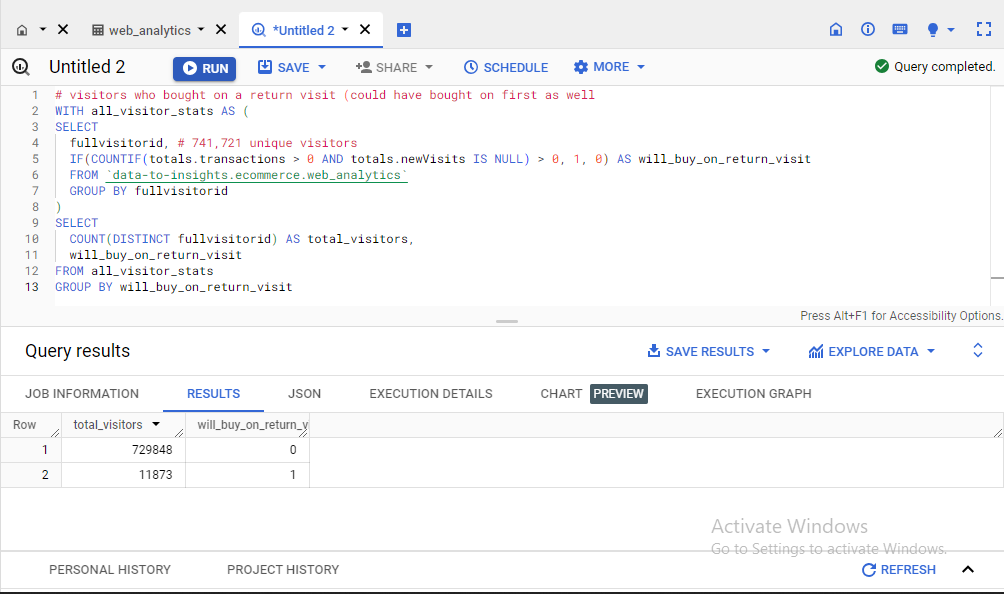 web_analytics
*Untitled 2
Untitled 2
RUN
SAVE
SHARE
SCHEDULE
MORE
Query completed.
1 # visitors who bought on a return visit (could have bought on first as well
2 WITH all_visitor_stats AS (
3 SELECT
4 fullvisitorid, # 741,721 unique visitors
5 IF(COUNTIF(totals.transactions > 0 AND totals.newVisits IS NULL) > 0, 1, 0) AS will_buy_on_return_visit
6 FROM `data-to-insights.ecommerce.web_analytics`
7 GROUP BY fullvisitorid
8 )
9 SELECT
10 COUNT(DISTINCT fullvisitorid) AS total_visitors,
11 will_buy_on_return_visit
12 FROM all_visitor_stats
13 GROUP BY will_buy_on_return_visit
Press Alt+F1 for Accessibility Options.
Query results
SAVE RESULTS
EXPLORE DATA
JOB INFORMATION
RESULTS
JSON
EXECUTION DETAILS
CHART PREVIEW
EXECUTION GRAPH
Row total_visitors will_buy_on_return_v
1 729848 0
2 11873 1
Activate Windows
Go to Settings to activate Windows.
PERSONAL HISTORY
PROJECT HISTORY
REFRESH